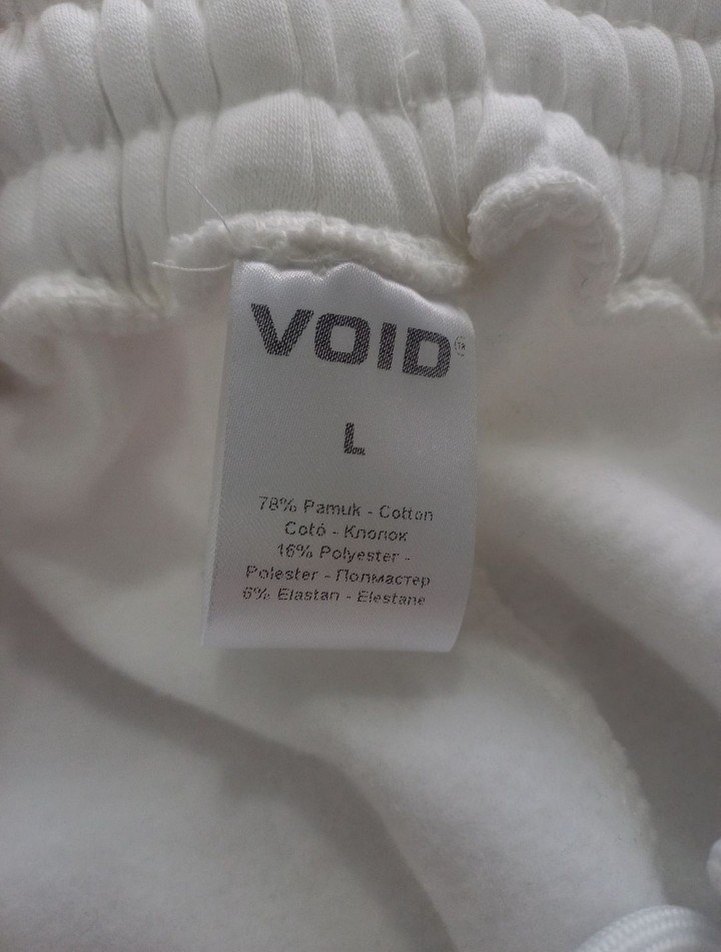 VOID
L
78% Pamuk - Cotton
Cotó - Клопок
16% Polyester -
Polester - Полмастер
6% Elastan - Elestane